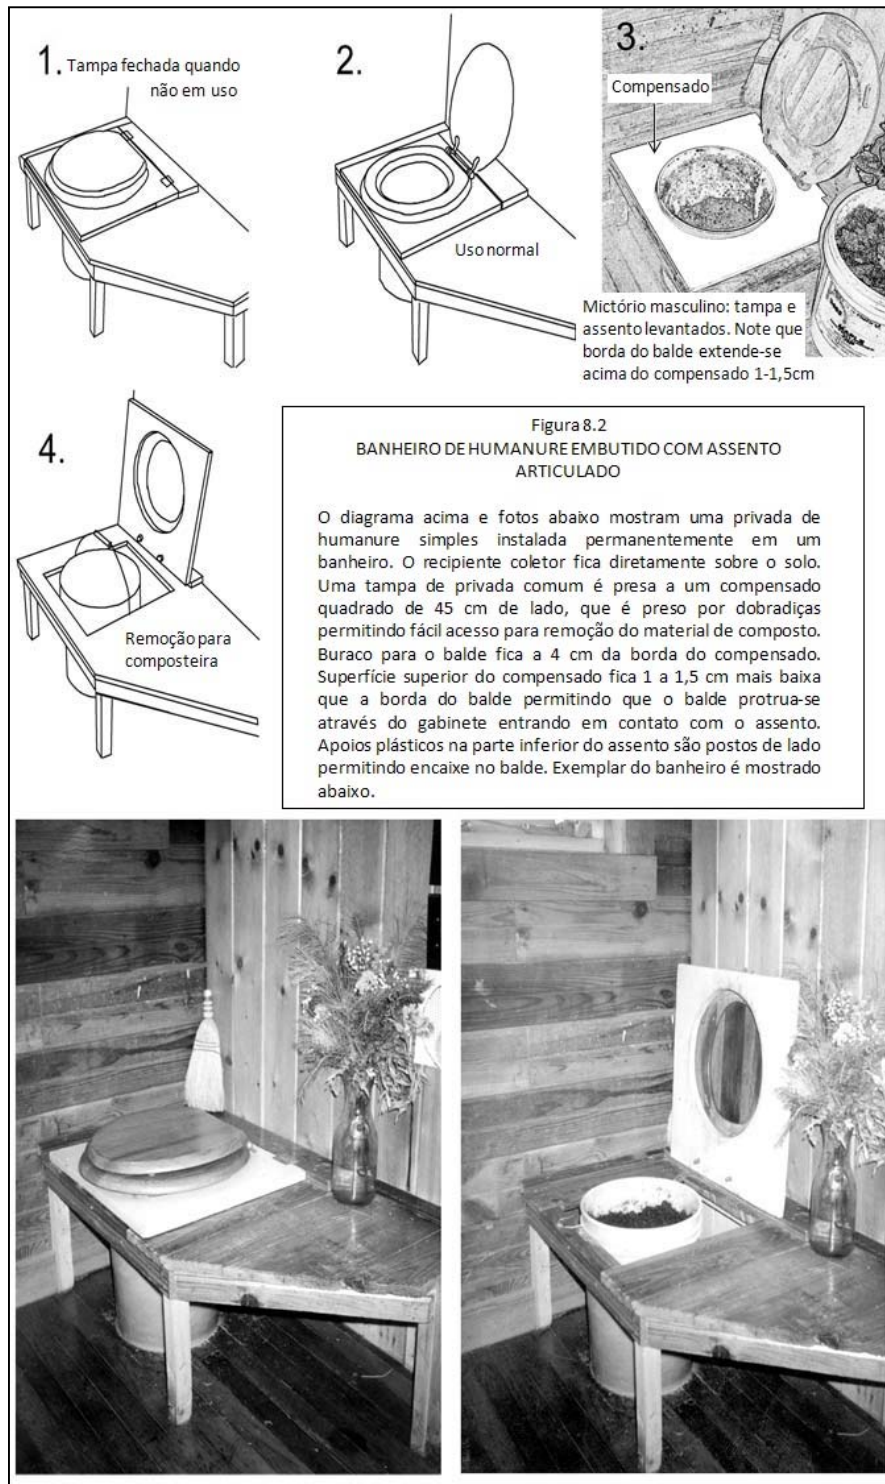 1. Tampa fechada quando
não em uso
2.
Uso normal
3.
Compensado
Mictório masculino: tampa e
assento levantados. Note que
borda do balde extende-se
acima do compensado 1-1,5cm
4.
Remoção para
composteira
Figura 8.2
BANHEIRO DE HUMANURE EMBUTIDO COM ASSENTO
ARTICULADO
O diagrama acima e fotos abaixo mostram uma privada de
humanure simples instalada permanentemente em um
banheiro. O recipiente coletor fica diretamente sobre o solo.
Uma tampa de privada comum é presa a um compensado
quadrado de 45 cm de lado, que é preso por dobradiças
permitindo fácil acesso para remoção do material de composto.
Buraco para o balde fica a 4 cm da borda do compensado.
Superfície superior do compensado fica 1 a 1,5 cm mais baixa
que a borda do balde permitindo que o balde protrua-se
através do gabinete entrando em contato com o assento.
Apoios plásticos na parte inferior do assento são postos de lado
permitindo encaixe no balde. Exemplar do banheiro é mostrado
abaixo.